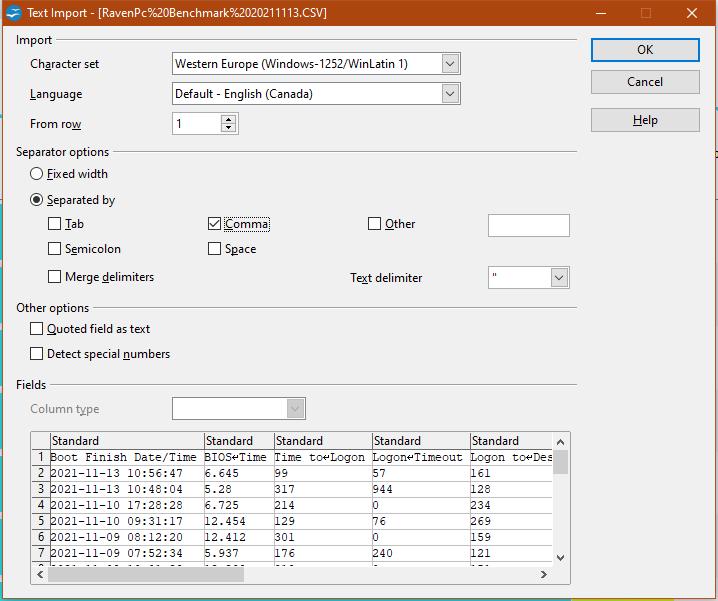 Text Import - [RavenPc%20Benchmark%2020211113.CSV]
Import
Character set Western Europe (Windows-1252/WinLatin 1)
Language Default - English (Canada)
From row 1
OK
Cancel
Help
Separator options
Fixed width
Separated by
Tab Comma Other
Semicolon Space
Merge delimiters Text delimiter "
Other options
Quoted field as text
Detect special numbers
Fields
Column type
Standard Standard Standard Standard Standard
1 Boot Finish Date/Time BIOS↵Time Time to↵Logon Logon↵Timeout Logon to↵Des
2 2021-11-13 10:56:47 6.645 99 57 161
3 2021-11-13 10:48:04 5.28 317 944 128
4 2021-11-10 17:28:28 6.725 214 0 234
5 2021-11-10 09:31:17 12.454 129 76 269
6 2021-11-09 08:12:20 12.412 301 0 159
7 2021-11-09 07:52:34 5.937 176 240 121